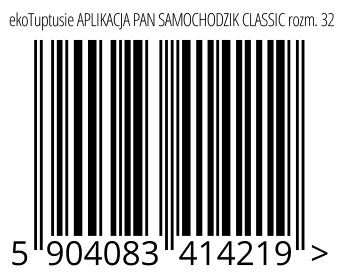 ekoTuptusie APLIKACJA PAN SAMOCHODZIK CLASSIC rozm. 32
5 904083 414219 >